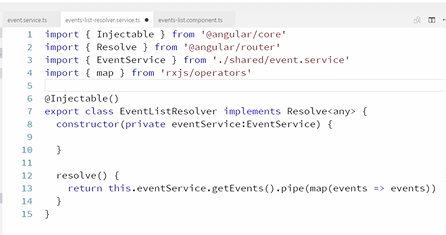 event.service.ts events-list-resolver.service.ts events-list.component.ts
1 import { Injectable } from '@angular/core'
2 import { Resolve } from '@angular/router'
3 import { EventService } from './shared/event.service'
4 import { map } from 'rxjs/operators'
5
6 @Injectable()
7 export class EventListResolver implements Resolve<any> {
8 constructor(private eventService:EventService) {
9
10 }
11
12 resolve() {
13 return this.eventService.getEvents().pipe(map(events => events))
14 }
15 }